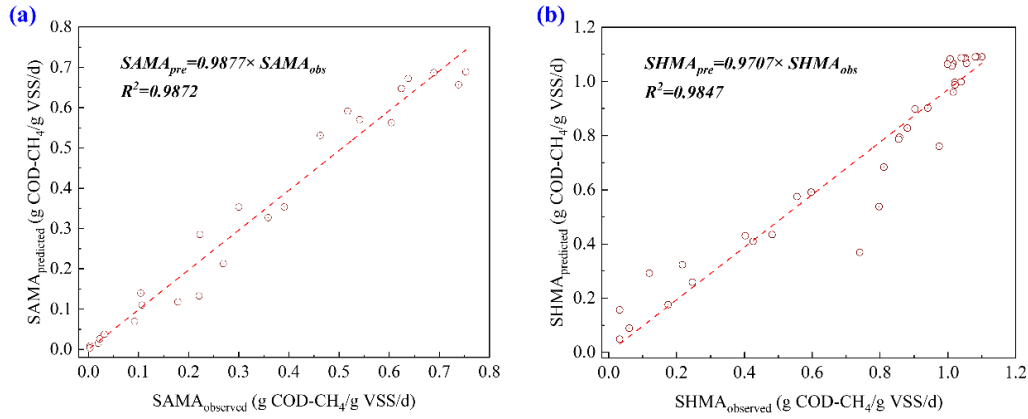 (a)
0.8
0.7
0.6
0.5
0.4
0.3
0.2
0.1
0.0
SAMApre=0.9877× SAMAobs
R²=0.9872
SAMApredicted (g COD-CH₄/g VSS/d)
0.0 0.1 0.2 0.3 0.4 0.5 0.6 0.7 0.8
SAMAobserved (g COD-CH₄/g VSS/d)
(b)
1.2
1.0
0.8
0.6
0.4
0.2
0.0
SHMApre=0.9707× SHMAobs
R²=0.9847
SHMApredicted (g COD-CH₄/g VSS/d)
0.0 0.2 0.4 0.6 0.8 1.0 1.2
SHMAobserved (g COD-CH₄/g VSS/d)